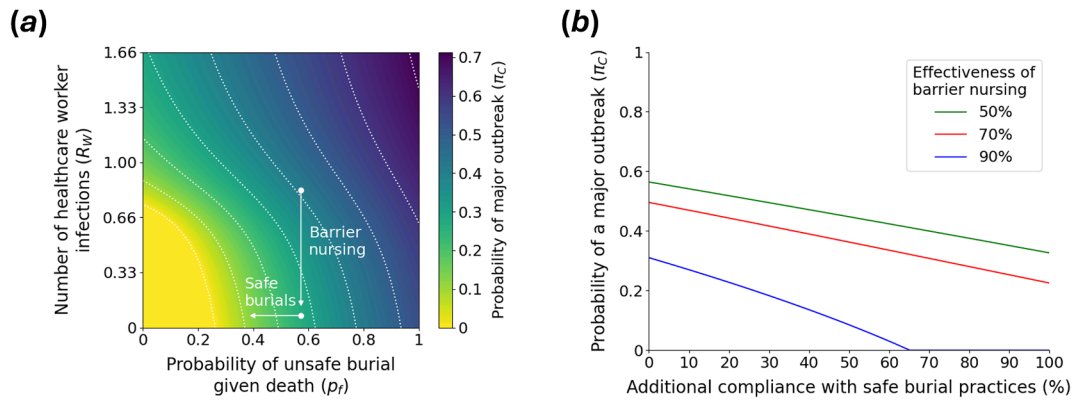 (a)
Number of healthcare worker
infections (R_W)
1.66
1.33
1.00
0.66
0.33
0
0 0.2 0.4 0.6 0.8 1
Probability of unsafe burial
given death (p_f)
Barrier
nursing
Safe
burials
0.7
0.6
0.5
0.4
0.3
0.2
0.1
0
Probability of major outbreak (π_C)
(b)
Probability of a major outbreak (π_C)
1
0.8
0.6
0.4
0.2
0
0 10 20 30 40 50 60 70 80 90 100
Additional compliance with safe burial practices (%)
Effectiveness of
barrier nursing
50%
70%
90%